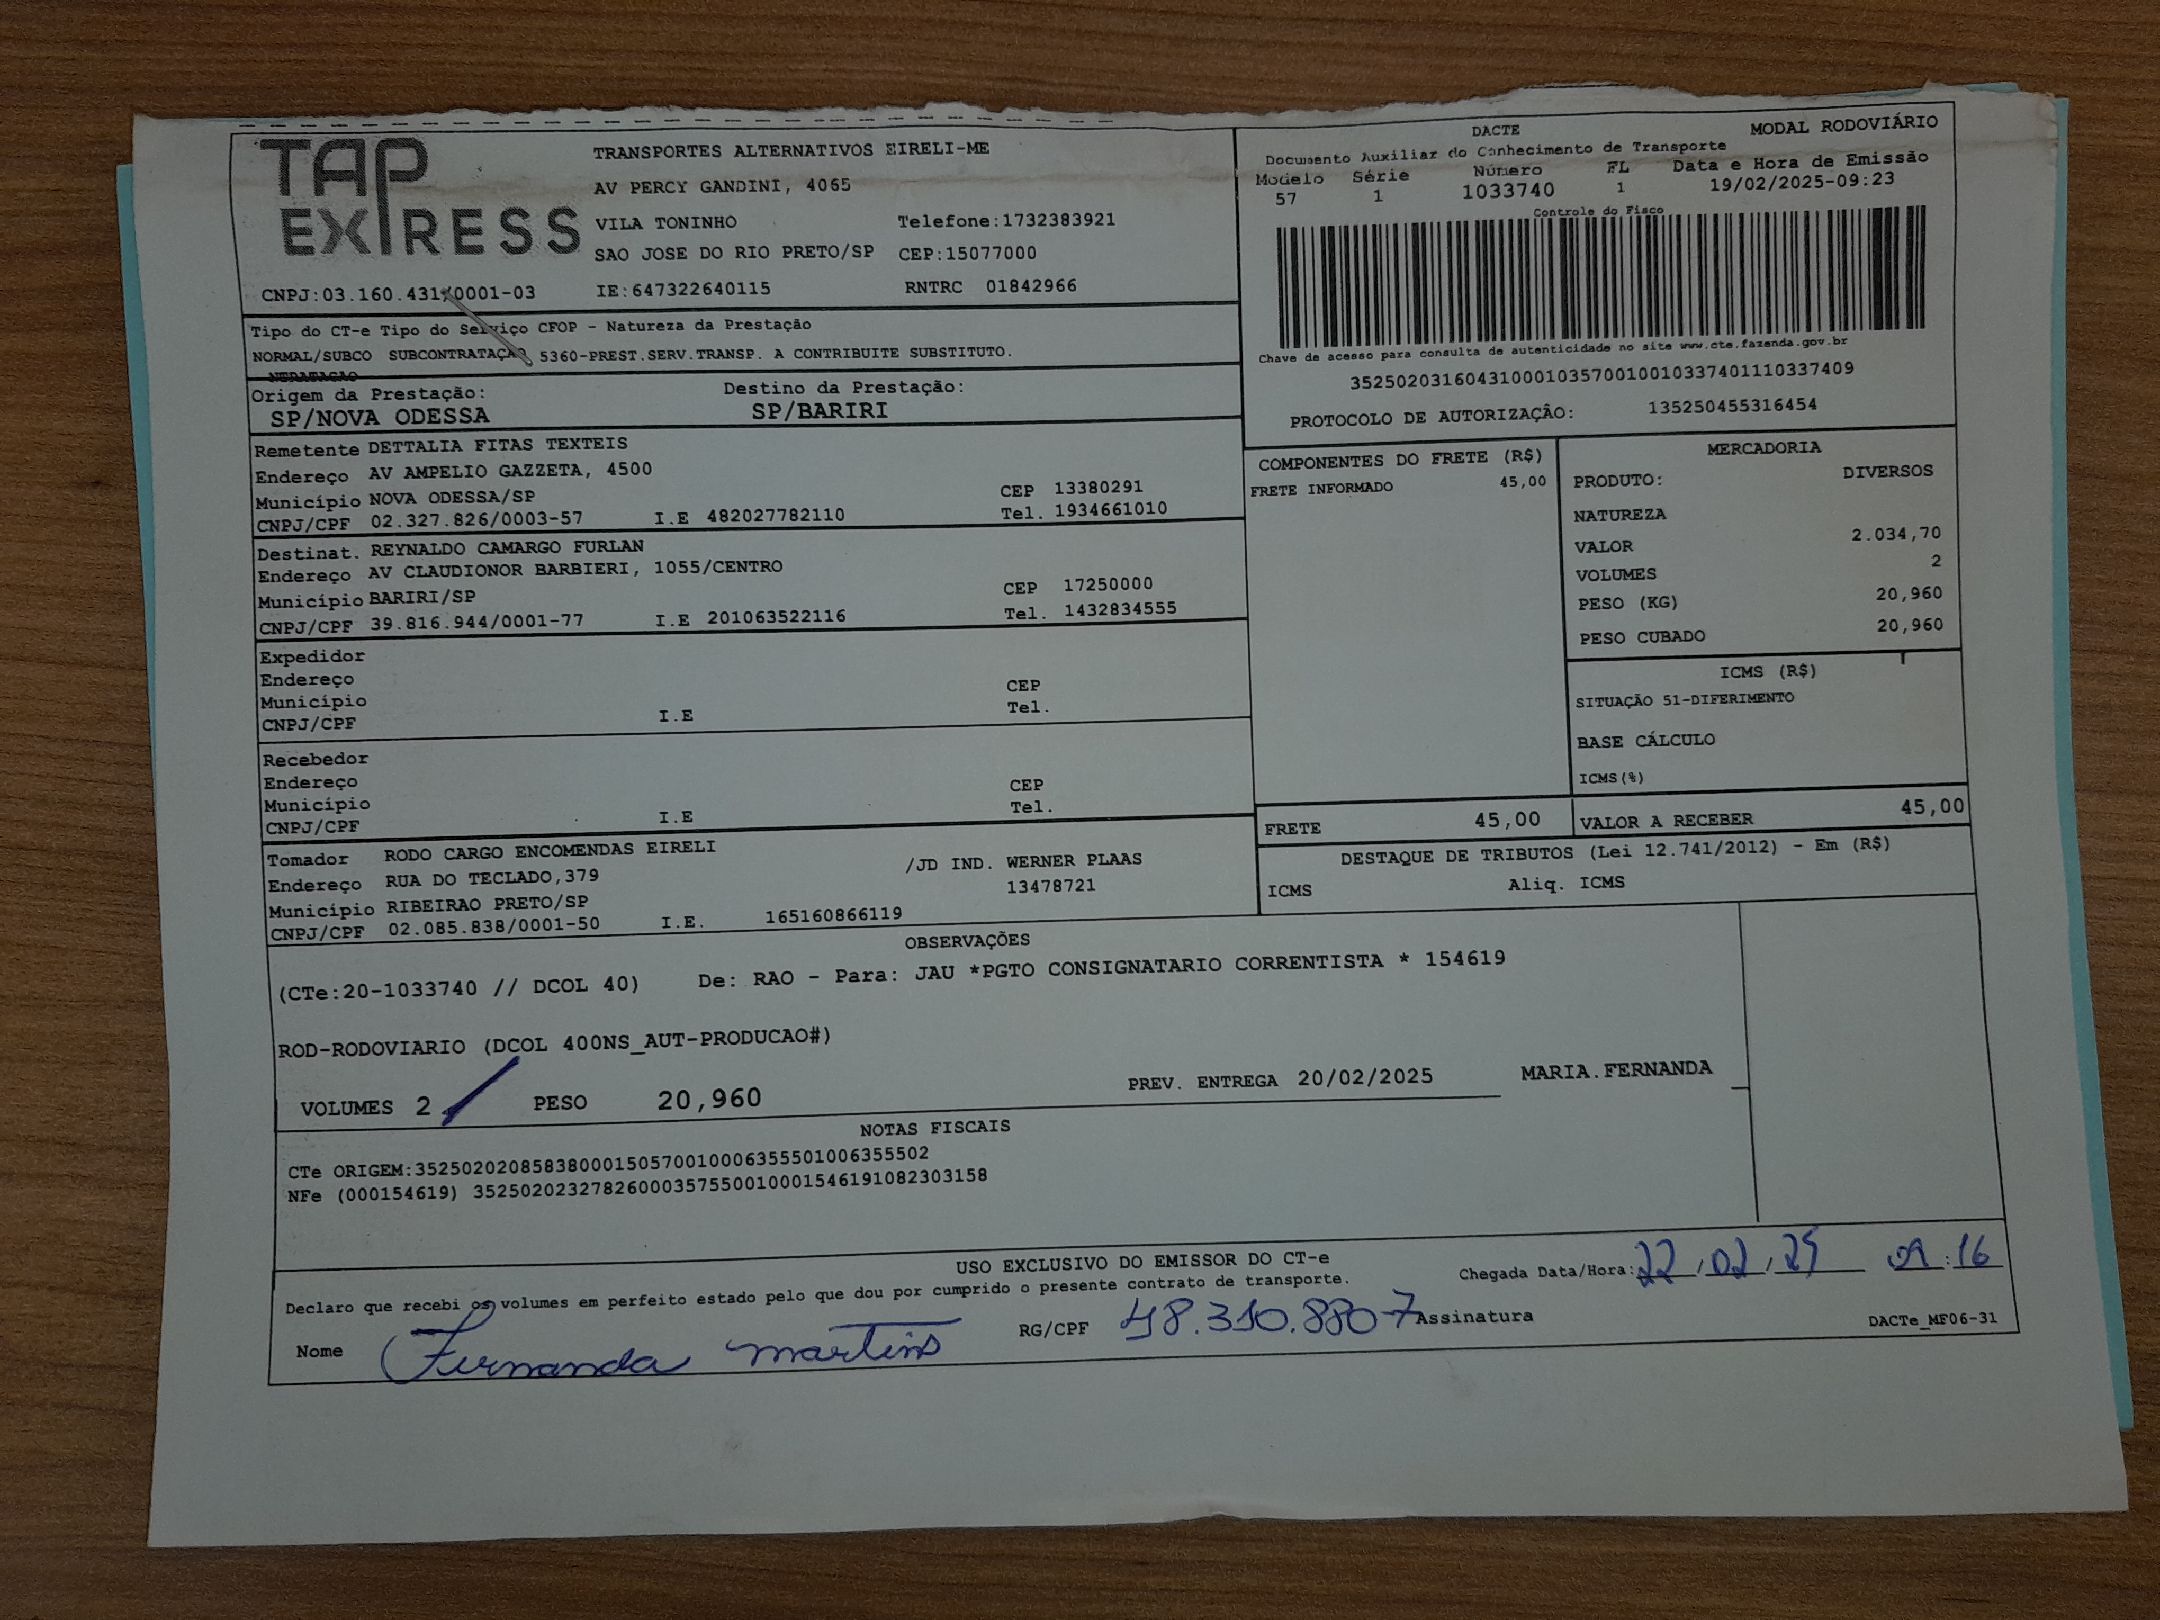 TAP EXPRESS
TRANSPORTES ALTERNATIVOS EIRELI-ME
AV PERCY GANDINI, 4065
VILA TONINHO Telefone:1732383921
SAO JOSE DO RIO PRETO/SP CEP:15077000
CNPJ:03.160.431/0001-03 IE:647322640115 RNTRC 01842966
DACTE MODAL RODOVIÁRIO
Documento Auxiliar do Conhecimento de Transporte
Modelo Série Número FL Data e Hora de Emissão
57 1 1033740 1 19/02/2025-09:23
Controle do Fisco
Chave de acesso para consulta de autenticidade no site www.cte.fazenda.gov.br
35250203160431000103570010010337401110337409
PROTOCOLO DE AUTORIZAÇÃO: 135250455316454
Tipo do CT-e Tipo do Serviço CFOP - Natureza da Prestação
NORMAL/SUBCO SUBCONTRATAÇÃO 5360-PREST.SERV.TRANSP. A CONTRIBUITE SUBSTITUTO.
NTRATACAO
Origem da Prestação: Destino da Prestação:
SP/NOVA ODESSA SP/BARIRI
Remetente DETTALIA FITAS TEXTEIS
Endereço AV AMPELIO GAZZETA, 4500
Município NOVA ODESSA/SP CEP 13380291
CNPJ/CPF 02.327.826/0003-57 I.E 482027782110 Tel. 1934661010
Destinat. REYNALDO CAMARGO FURLAN
Endereço AV CLAUDIONOR BARBIERI, 1055/CENTRO
Município BARIRI/SP CEP 17250000
CNPJ/CPF 39.816.944/0001-77 I.E 201063522116 Tel. 1432834555
Expedidor
Endereço
Município CEP
CNPJ/CPF I.E Tel.
Recebedor
Endereço
Município CEP
CNPJ/CPF I.E Tel.
Tomador RODO CARGO ENCOMENDAS EIRELI
Endereço RUA DO TECLADO,379 /JD IND. WERNER PLAAS
Município RIBEIRAO PRETO/SP 13478721
CNPJ/CPF 02.085.838/0001-50 I.E. 165160866119
COMPONENTES DO FRETE (R$)
FRETE INFORMADO 45,00
MERCADORIA
PRODUTO: DIVERSOS
NATUREZA
VALOR 2.034,70
VOLUMES 2
PESO (KG) 20,960
PESO CUBADO 20,960
ICMS (R$)
SITUAÇÃO 51-DIFERIMENTO
BASE CÁLCULO
ICMS(%)
FRETE 45,00 VALOR A RECEBER 45,00
DESTAQUE DE TRIBUTOS (Lei 12.741/2012) - Em (R$)
ICMS Aliq. ICMS
OBSERVAÇÕES
(CTe:20-1033740 // DCOL 40) De: RAO - Para: JAU *PGTO CONSIGNATARIO CORRENTISTA * 154619
ROD-RODOVIARIO (DCOL 400NS_AUT-PRODUCAO#)
VOLUMES 2 PESO 20,960 PREV. ENTREGA 20/02/2025 MARIA.FERNANDA
NOTAS FISCAIS
CTe ORIGEM:35250202085838000150570010006355501006355502
NFe (000154619) 35250202327826000357550010001546191082303158
USO EXCLUSIVO DO EMISSOR DO CT-e
Declaro que recebi os volumes em perfeito estado pelo que dou por cumprido o presente contrato de transporte. Chegada Data/Hora: 22/02/25 09:16
Nome Fernanda martins RG/CPF 48.310.880-7 Assinatura DACTe_MF06-31